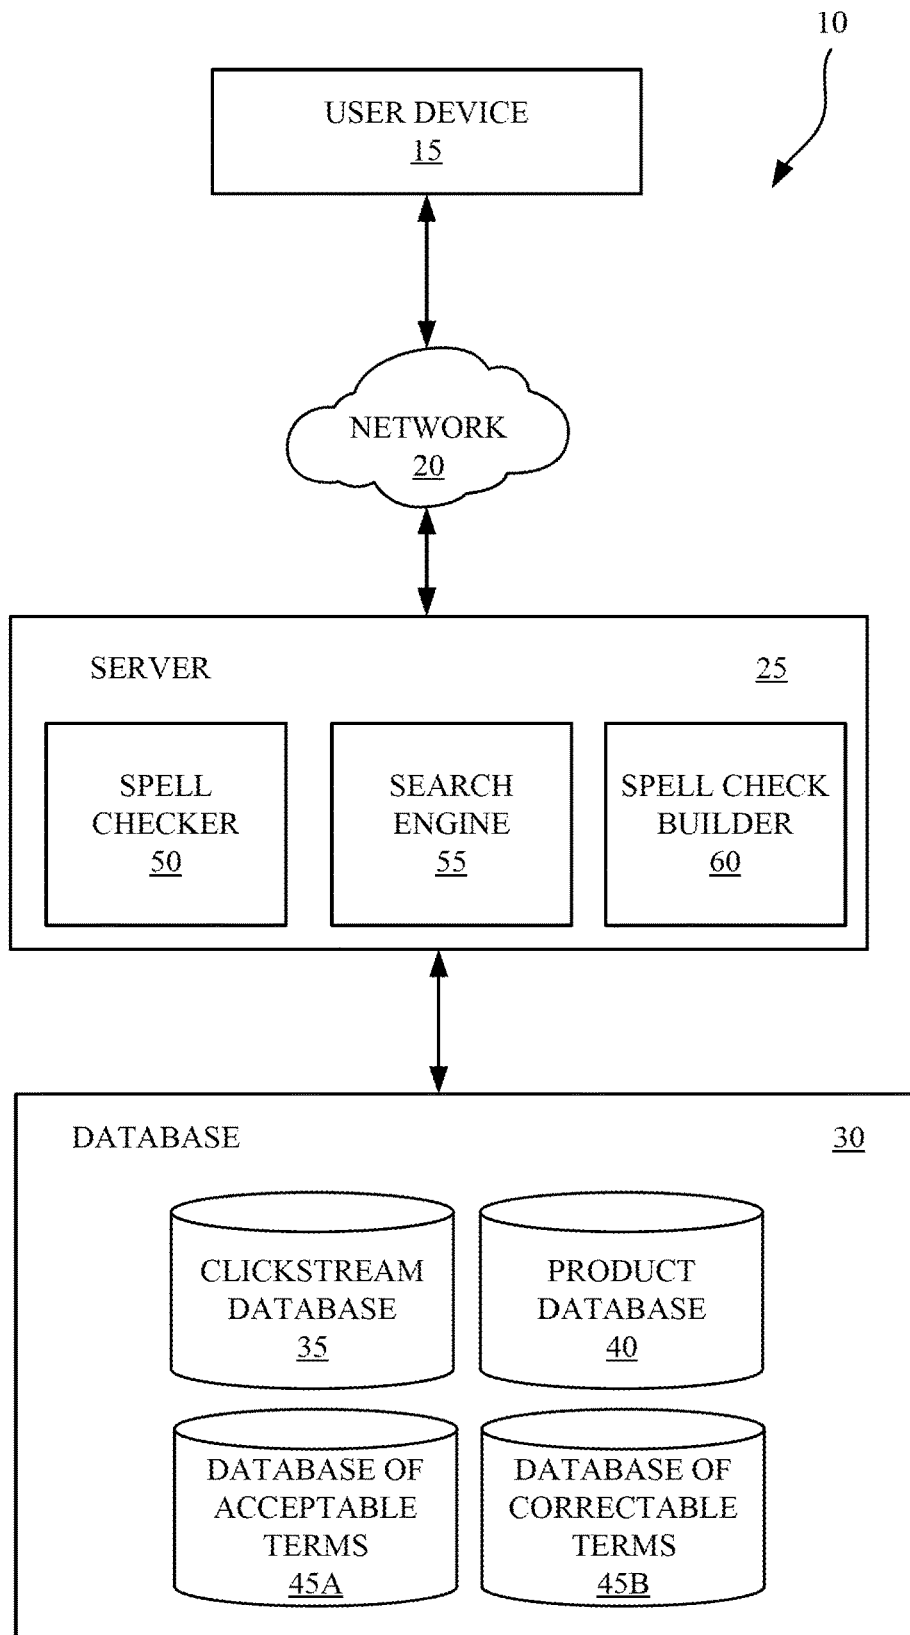 10
USER DEVICE
15
NETWORK
20
SERVER
25
SPELL
CHECKER
50
SEARCH
ENGINE
55
SPELL CHECK
BUILDER
60
DATABASE
30
CLICKSTREAM
DATABASE
35
PRODUCT
DATABASE
40
DATABASE OF
ACCEPTABLE
TERMS
45A
DATABASE OF
CORRECTABLE
TERMS
45B